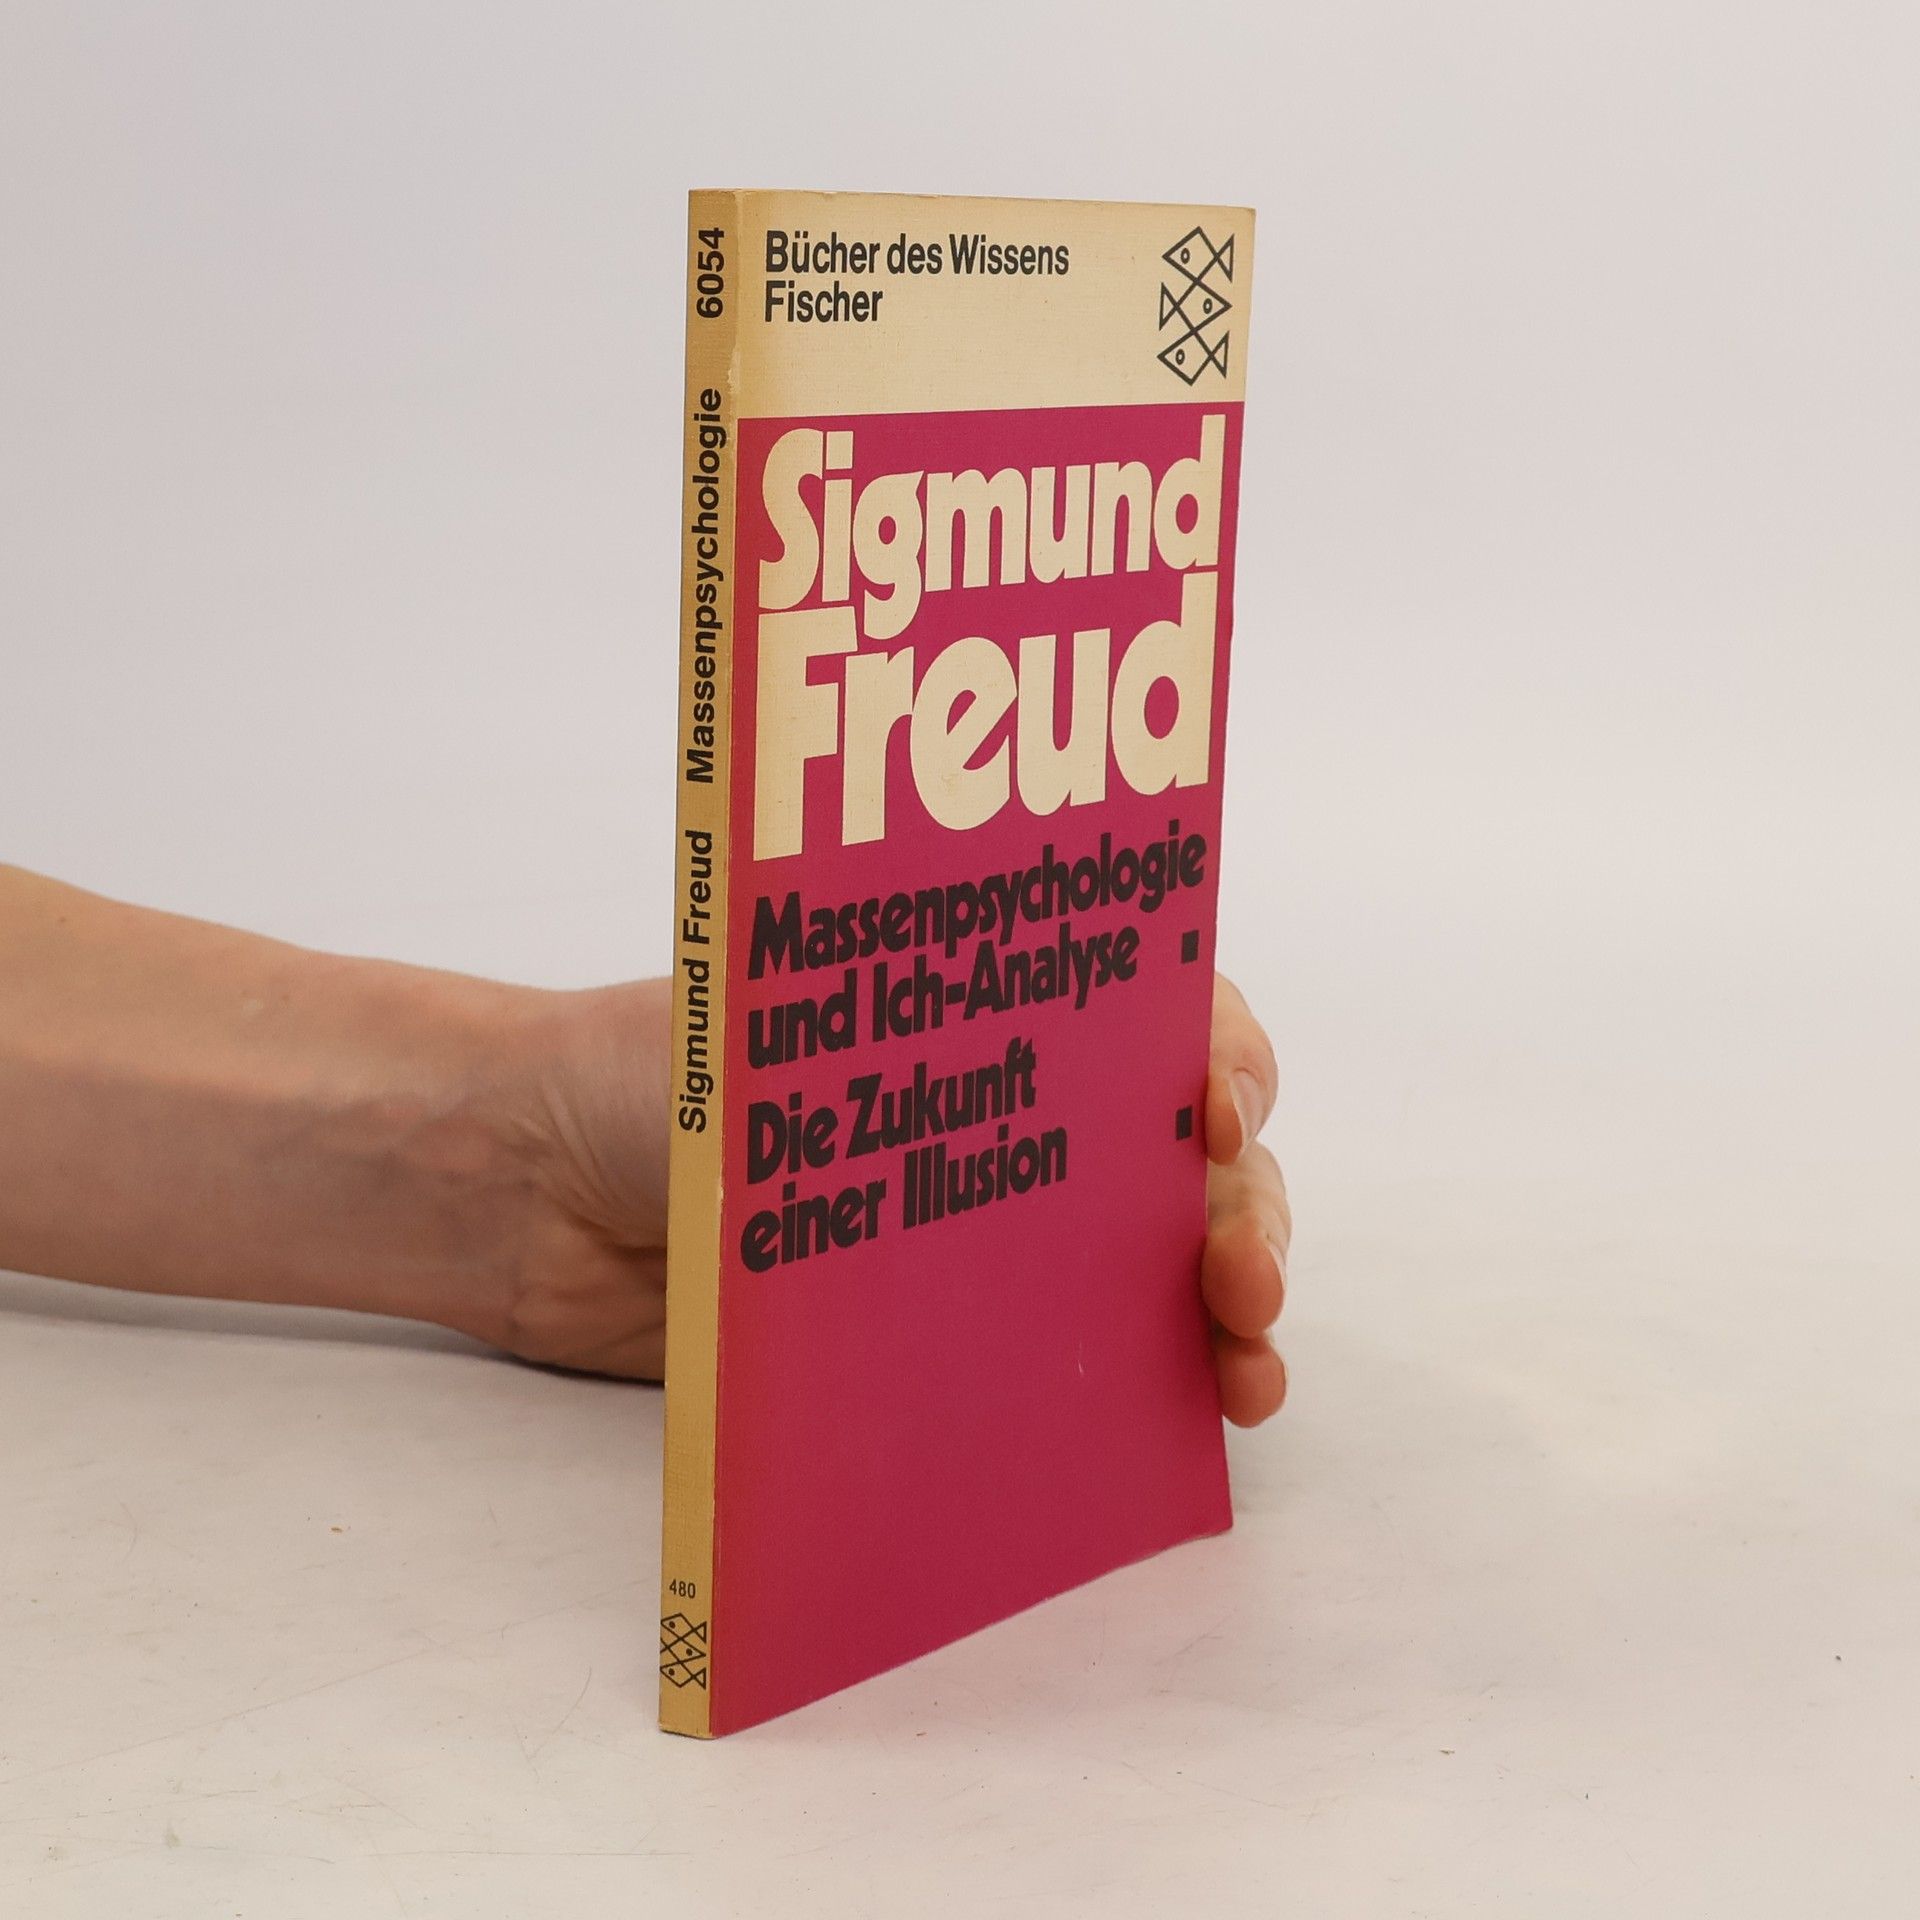 Bücher des Wissens
Fischer
Sigmund
Freud
Massenpsychologie
und Ich-Analyse
Die Zukunft
einer Illusion
Sigmund Freud Massenpsychologie 6054
480